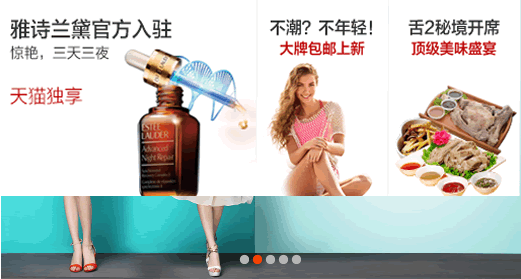 雅诗兰黛官方入驻
惊艳，三天三夜
天猫独享
ESTEE
LAUDER
Advanced
Night Repair
不潮？不年轻！
大牌包邮上新
舌2秘境开席
顶级美味盛宴